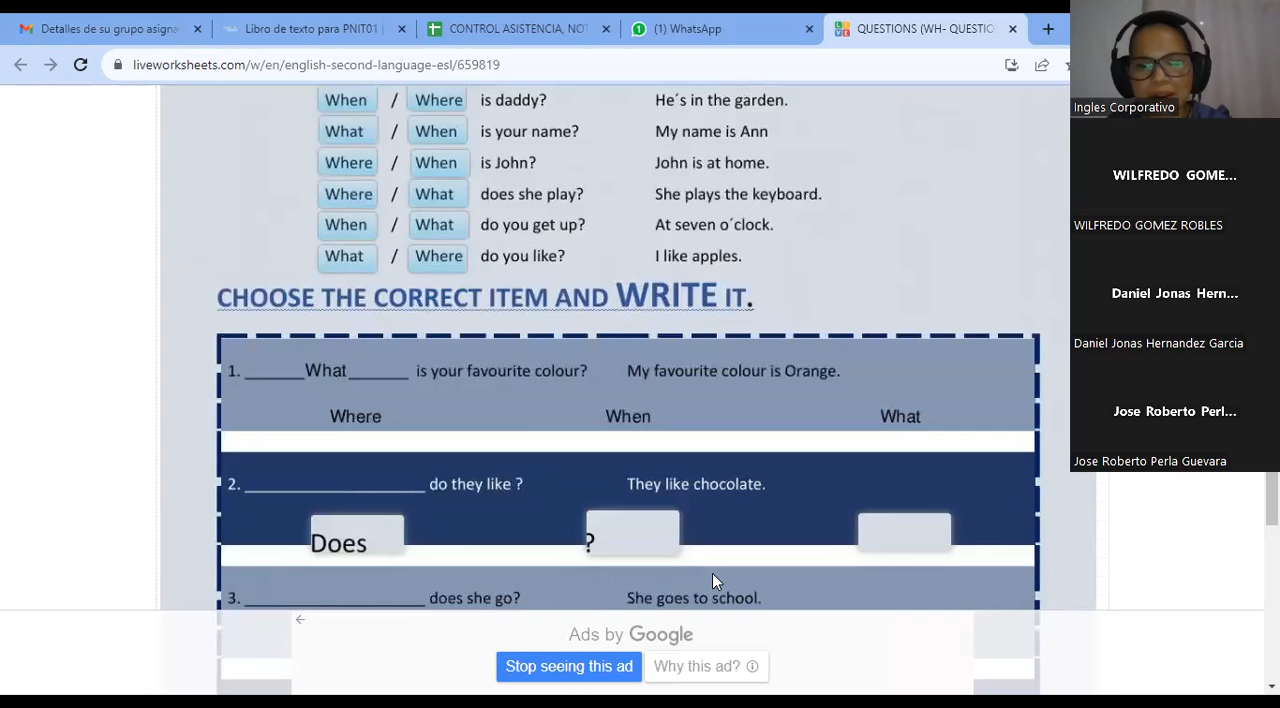 Detalles de su grupo asigna
Libro de texto para PNIT01
CONTROL ASISTENCIA, NOT
(1) WhatsApp
QUESTIONS (WH- QUESTIO
liveworksheets.com/w/en/english-second-language-esl/659819
Ingles Corporativo
WILFREDO GOME...
WILFREDO GOMEZ ROBLES
Daniel Jonas Hern...
Daniel Jonas Hernandez Garcia
Jose Roberto Perl...
Jose Roberto Perla Guevara
When / Where is daddy? He´s in the garden.
What / When is your name? My name is Ann
Where / When is John? John is at home.
Where / What does she play? She plays the keyboard.
When / What do you get up? At seven o´clock.
What / Where do you like? I like apples.
CHOOSE THE CORRECT ITEM AND WRITE IT.
1. _______What_______ is your favourite colour? My favourite colour is Orange.
Where When What
2. _____________________ do they like ? They like chocolate.
Does ?
3. _____________________ does she go? She goes to school.
Ads by Google
Stop seeing this ad Why this ad?